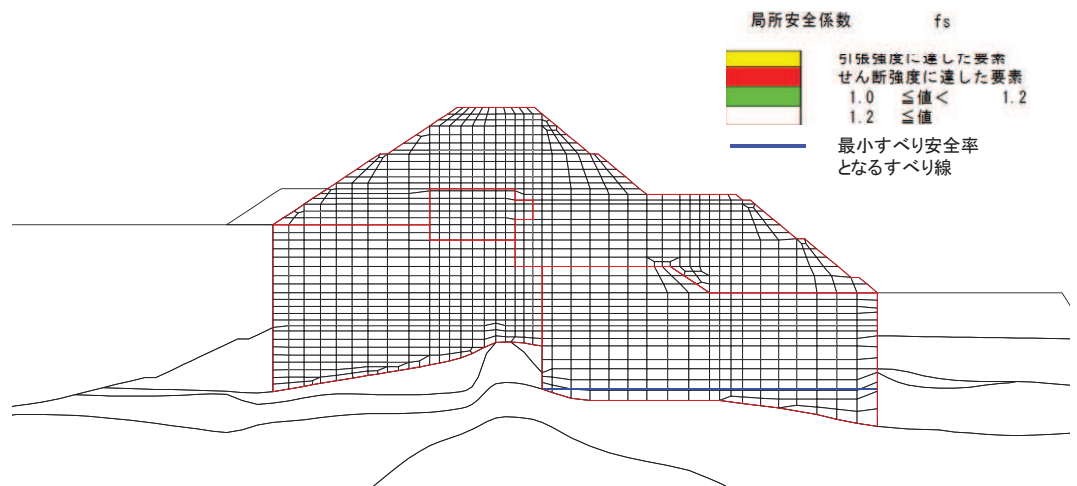 局所安全係数 fs
引張強度に達した要素
せん断強度に達した要素
1.0 ≦値< 1.2
1.2 ≦値
最小すべり安全率
となるすべり線